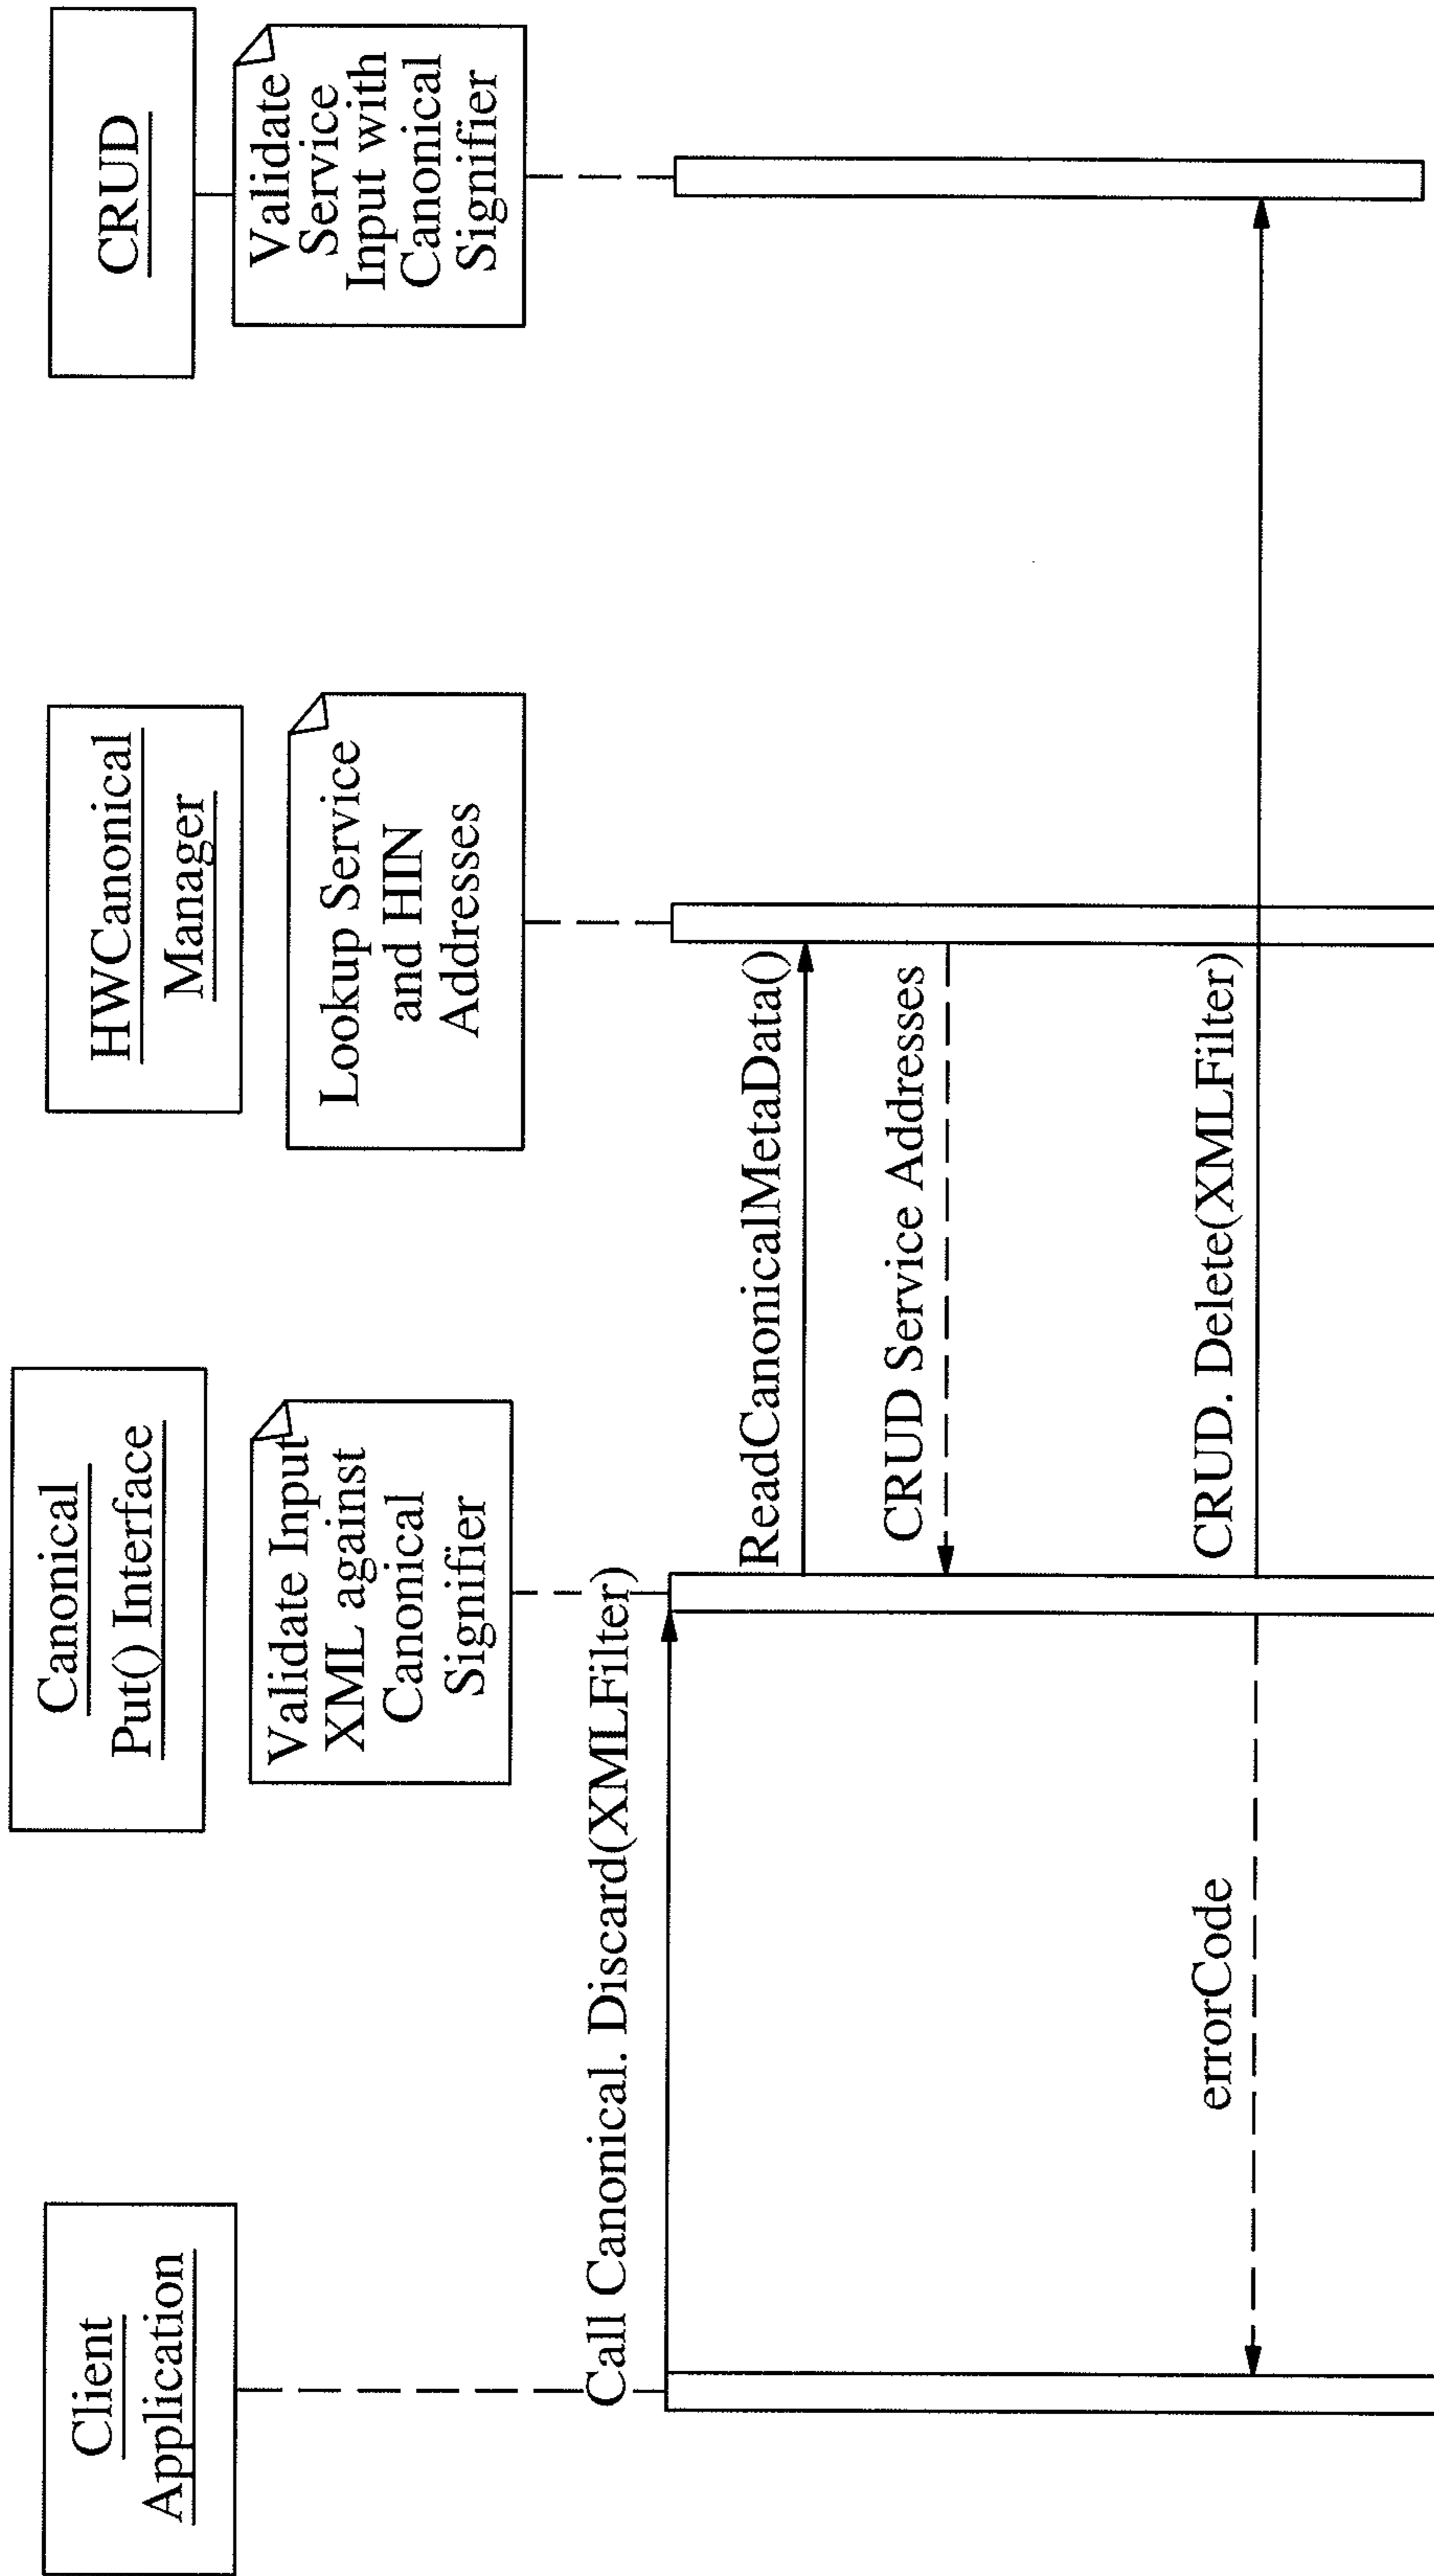 Client
Application
Canonical
Put() Interface
HWCanonical
Manager
CRUD
Validate Input
XML against
Canonical
Signifier
Lookup Service
and HIN
Addresses
Validate
Service
Input with
Canonical
Signifier
Call Canonical. Discard(XMLFilter)
ReadCanonicalMetaData()
CRUD Service Addresses
CRUD. Delete(XMLFilter)
errorCode